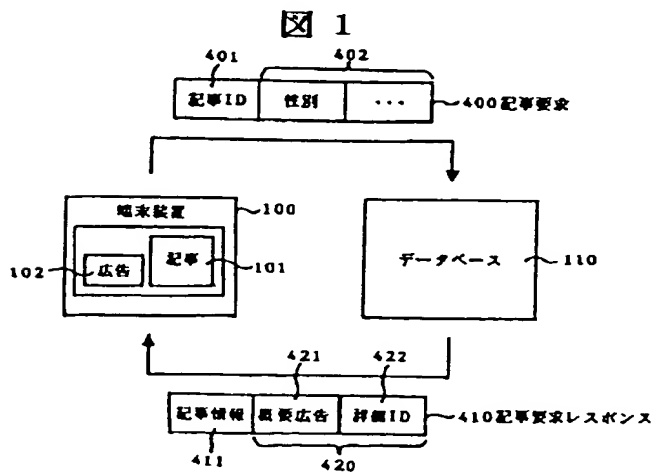 図 1
401 402
記事ID 性別 ・・・ 400記事要求
端末装置 100
102 広告 記事 101
データベース 110
421 422
記事情報 概要広告 詳細ID 410記事要求レスポンス
411 420